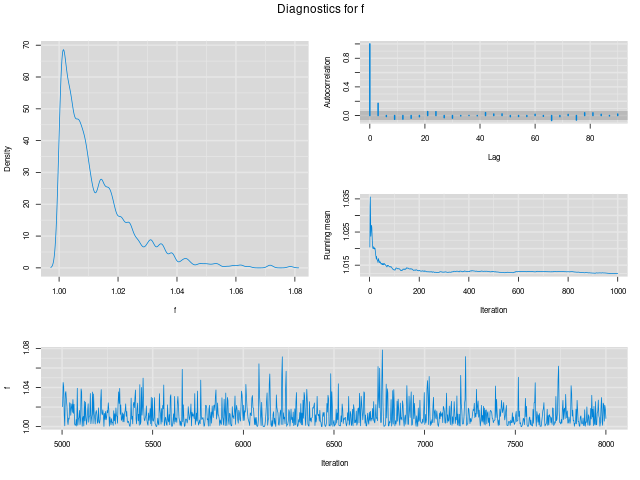 Diagnostics for f
Density
0 10 20 30 40 50 60 70
1.00 1.02 1.04 1.06 1.08
f
Autocorrelation
0.0 0.4 0.8
0 20 40 60 80
Lag
Running mean
1.015 1.025 1.035
0 200 400 600 800 1000
Iteration
f
1.00 1.04 1.08
5000 5500 6000 6500 7000 7500 8000
Iteration